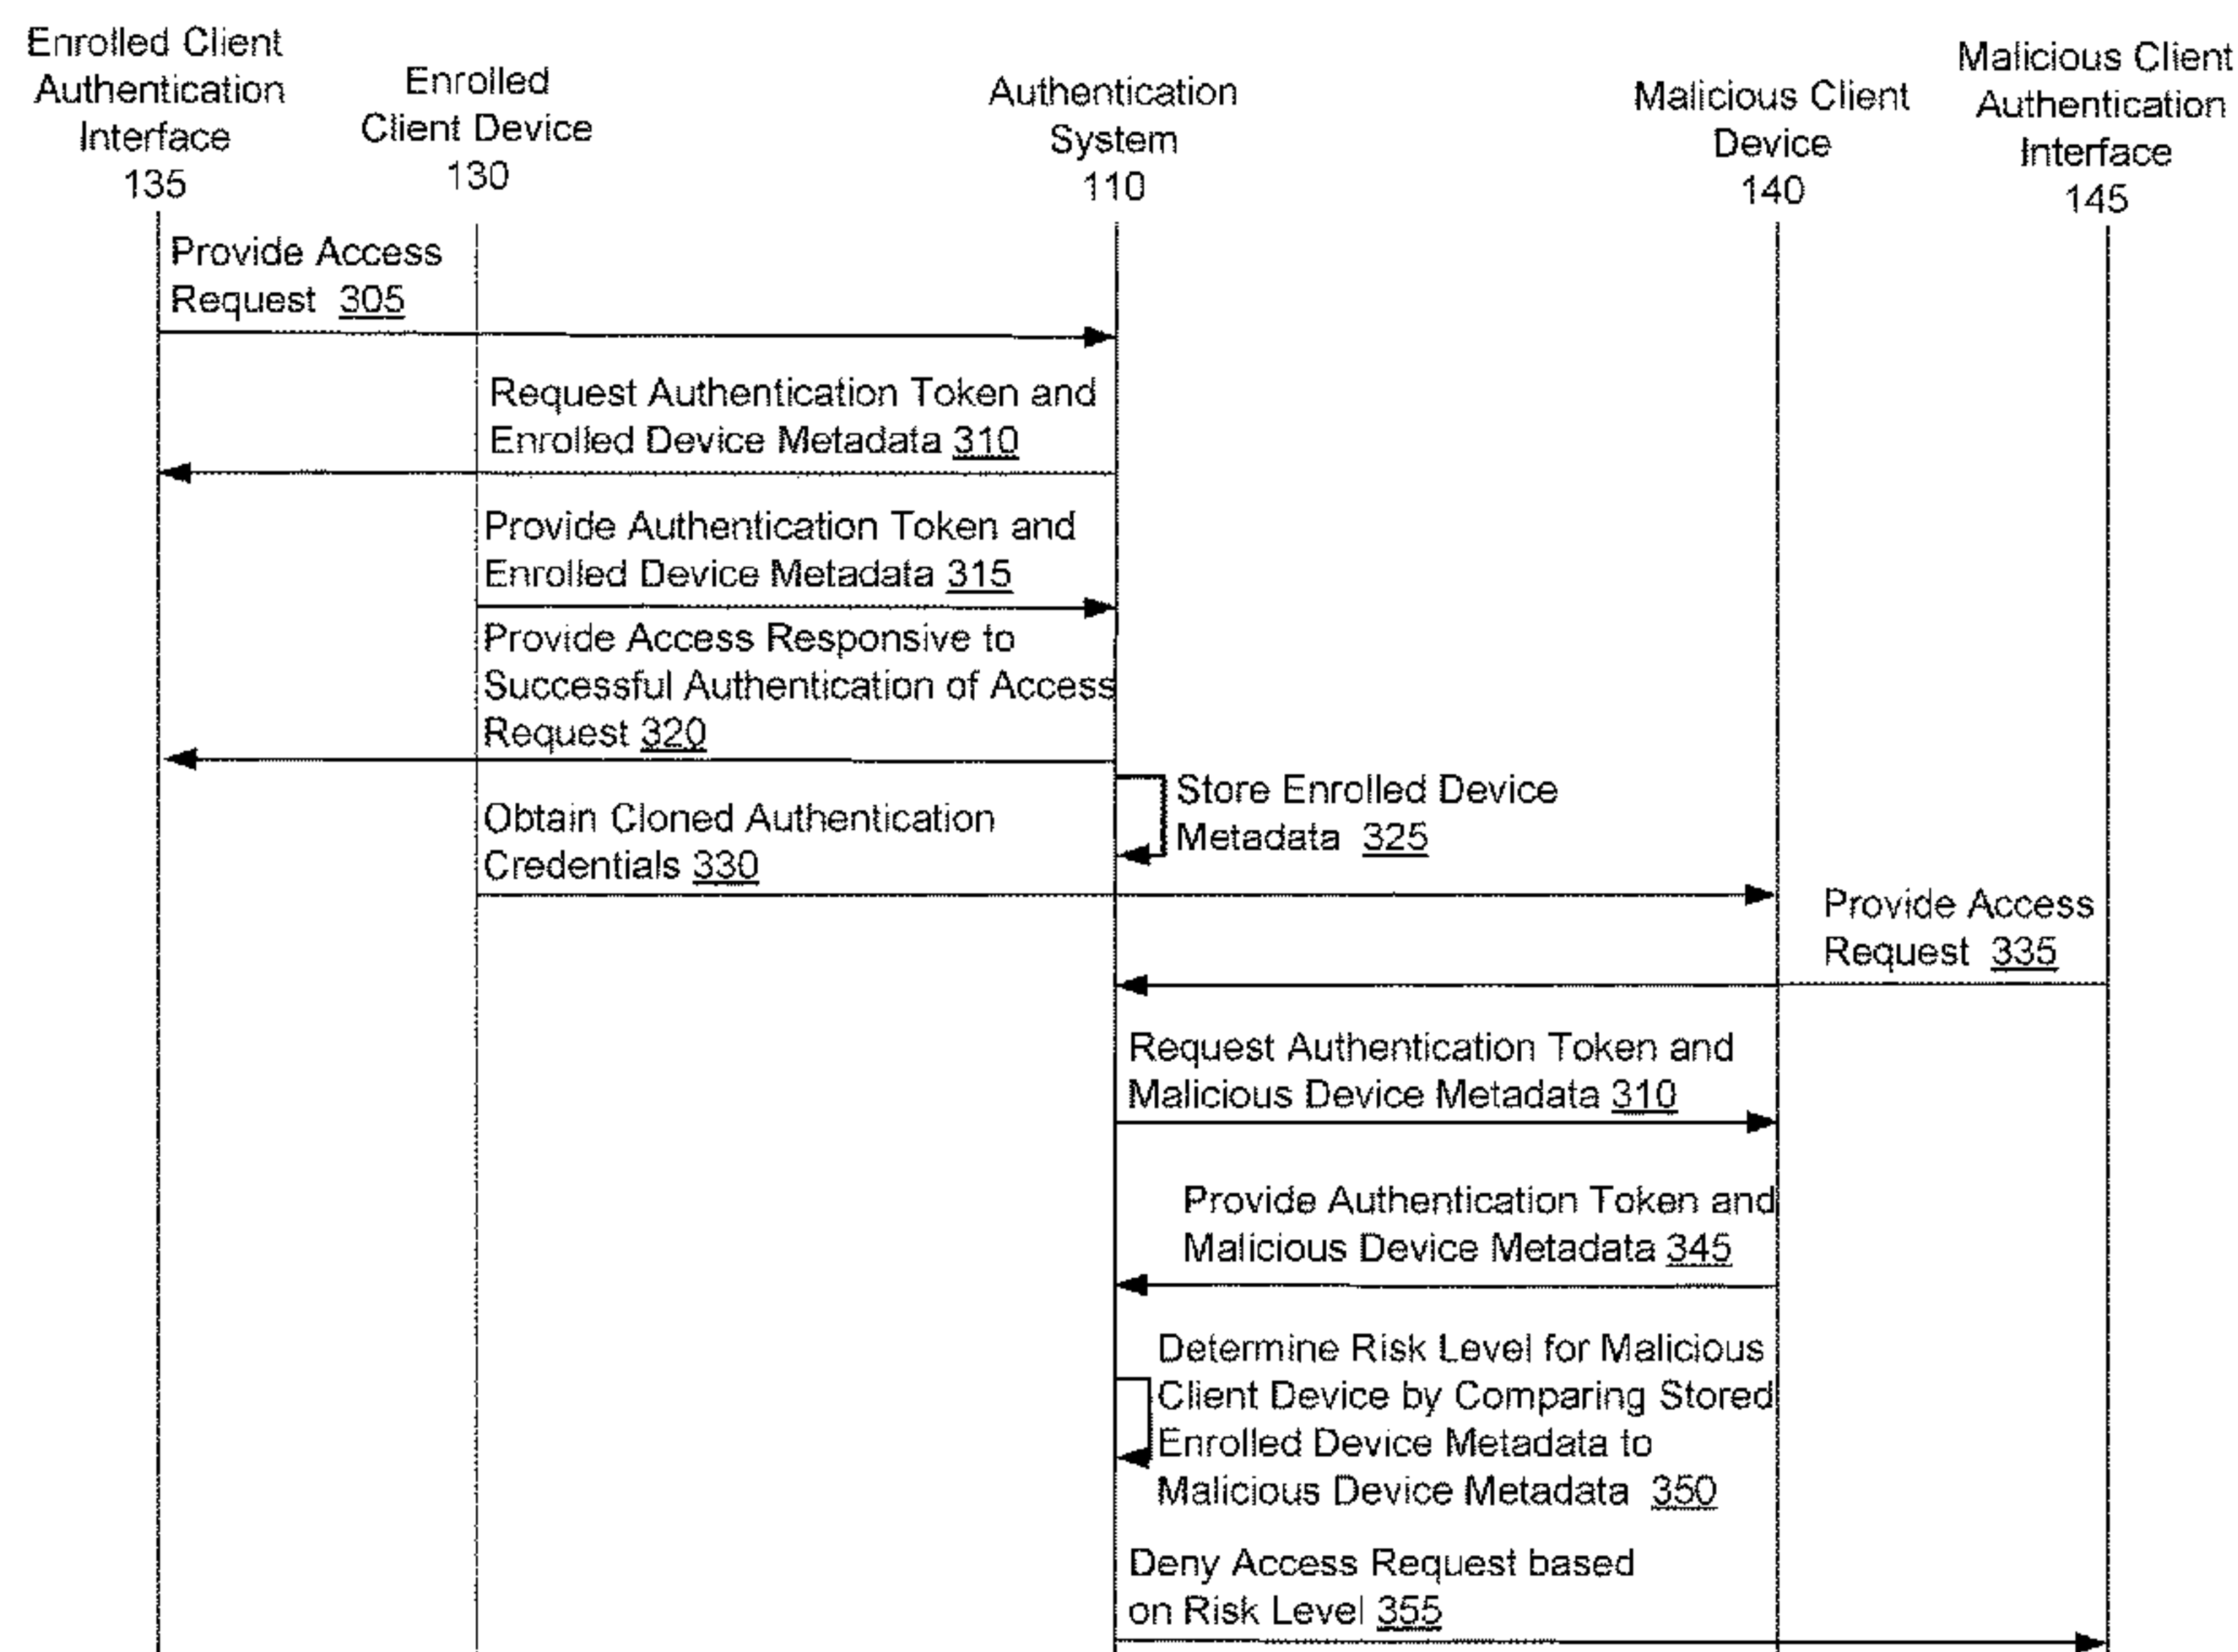 Enrolled Client
Authentication
Interface
135
Enrolled
Client Device
130
Authentication
System
110
Malicious Client
Device
140
Malicious Client
Authentication
Interface
145
Provide Access
Request 305
Request Authentication Token and
Enrolled Device Metadata 310
Provide Authentication Token and
Enrolled Device Metadata 315
Provide Access Responsive to
Successful Authentication of Access
Request 320
Store Enrolled Device
Metadata 325
Obtain Cloned Authentication
Credentials 330
Provide Access
Request 335
Request Authentication Token and
Malicious Device Metadata 310
Provide Authentication Token and
Malicious Device Metadata 345
Determine Risk Level for Malicious
Client Device by Comparing Stored
Enrolled Device Metadata to
Malicious Device Metadata 350
Deny Access Request based
on Risk Level 355